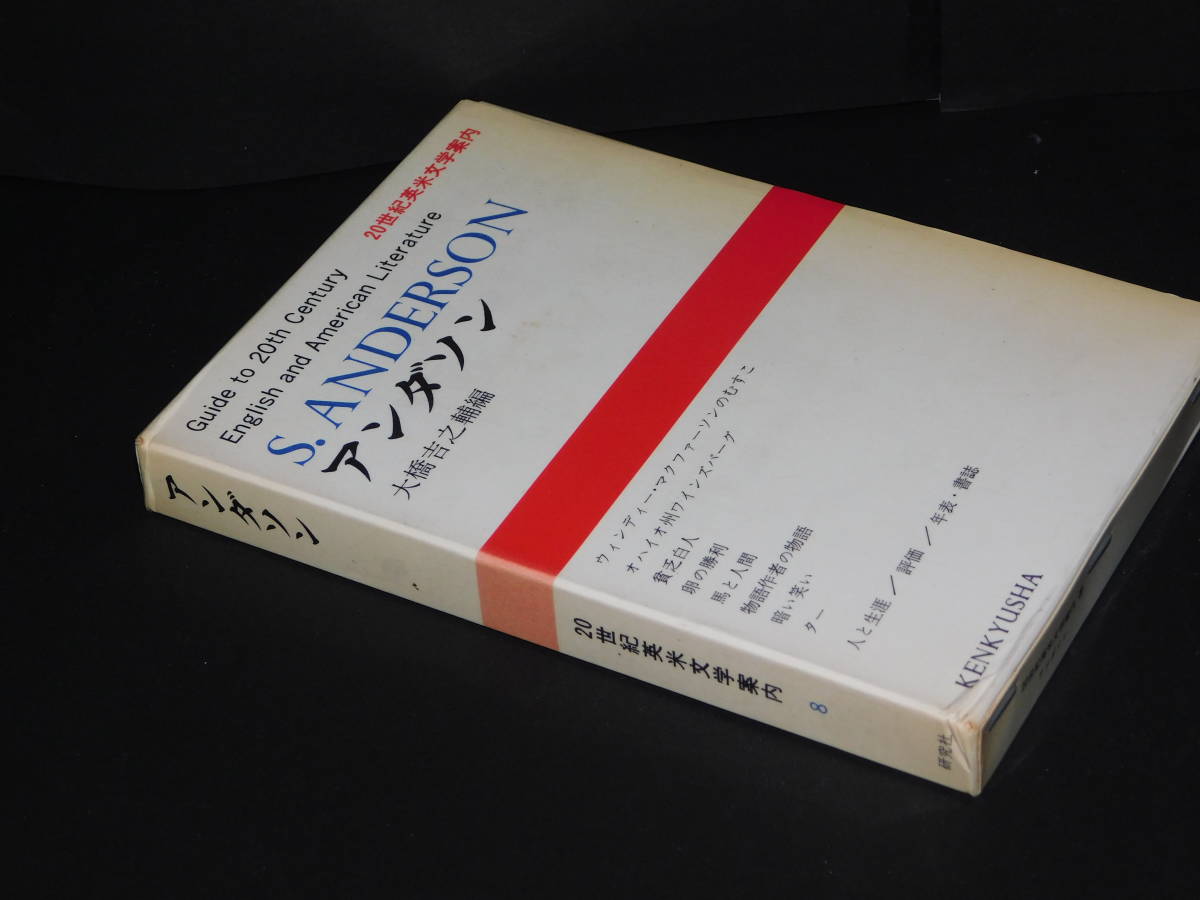 20世紀英米文学案内
Guide to 20th Century
English and American Literature
S. ANDERSON
アンダソン
大橋吉之輔編
ウィンディー・マクファーソンのむすこ
オハイオ州ワインズバーグ
貧乏白人
卵の勝利
馬と人間
物語作者の物語
暗い笑い
ター
人と生涯／評価／年表・書誌
KENKYUSHA
アンダソン
20世紀英米文学案内
8
研究社